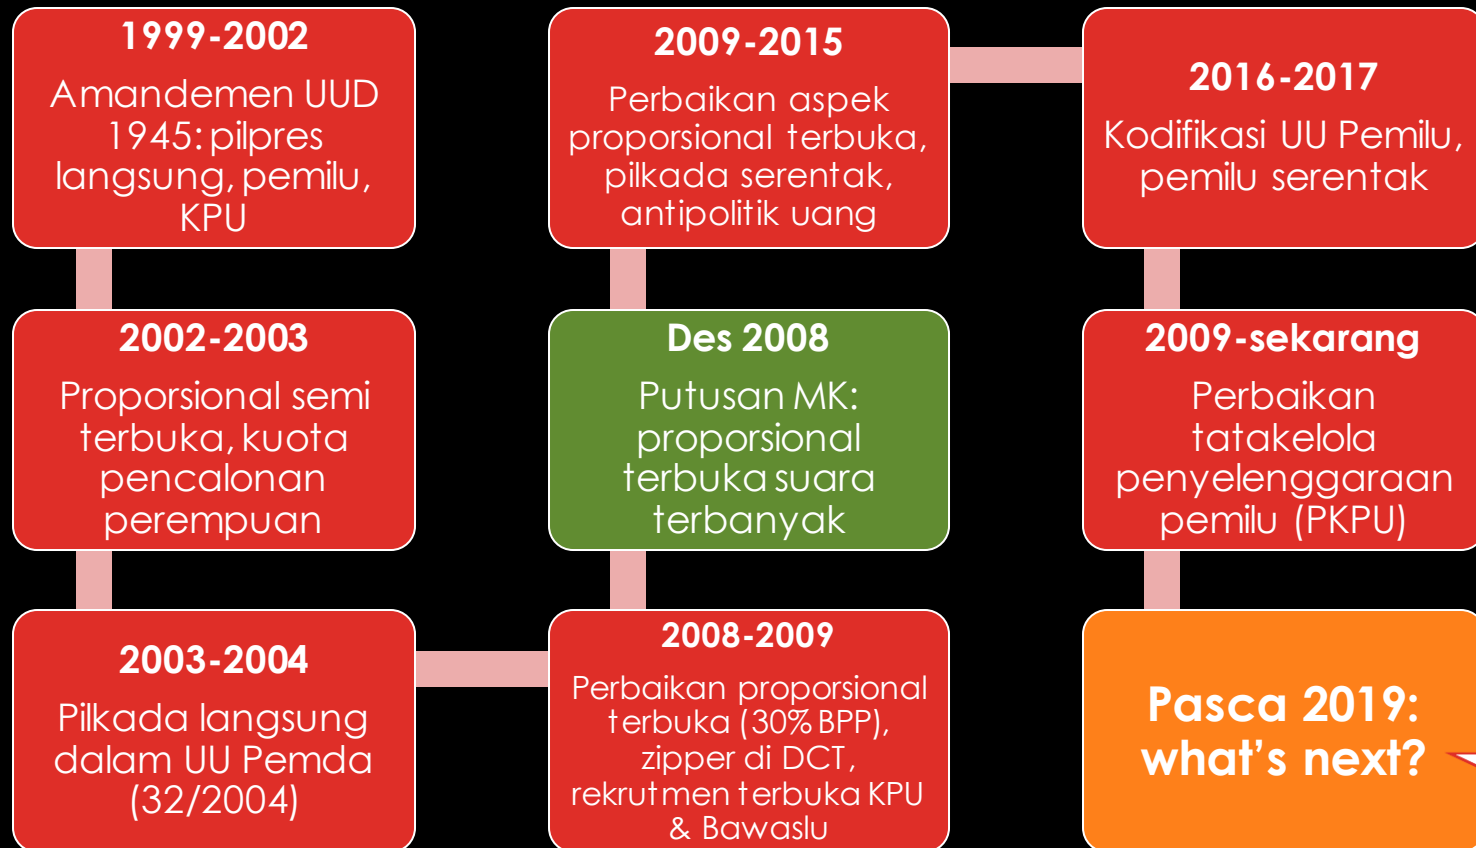 1999-2002
Amandemen UUD
1945: pilpres
langsung, pemilu,
KPU
2002-2003
Proporsional semi
terbuka, kuota
pencalonan
perempuan
2003-2004
Pilkada langsung
dalam UU Pemda
(32/2004)
2008-2009
Perbaikan proporsional
terbuka (30% BPP),
zipper di DCT,
rekrutmen terbuka KPU
& Bawaslu
Des 2008
Putusan MK:
proporsional
terbuka suara
terbanyak
2009-2015
Perbaikan aspek
proporsional terbuka,
pilkada serentak,
antipolitik uang
2016-2017
Kodifikasi UU Pemilu,
pemilu serentak
2009-sekarang
Perbaikan
tatakelola
penyelenggaraan
pemilu (PKPU)
Pasca 2019:
what's next?